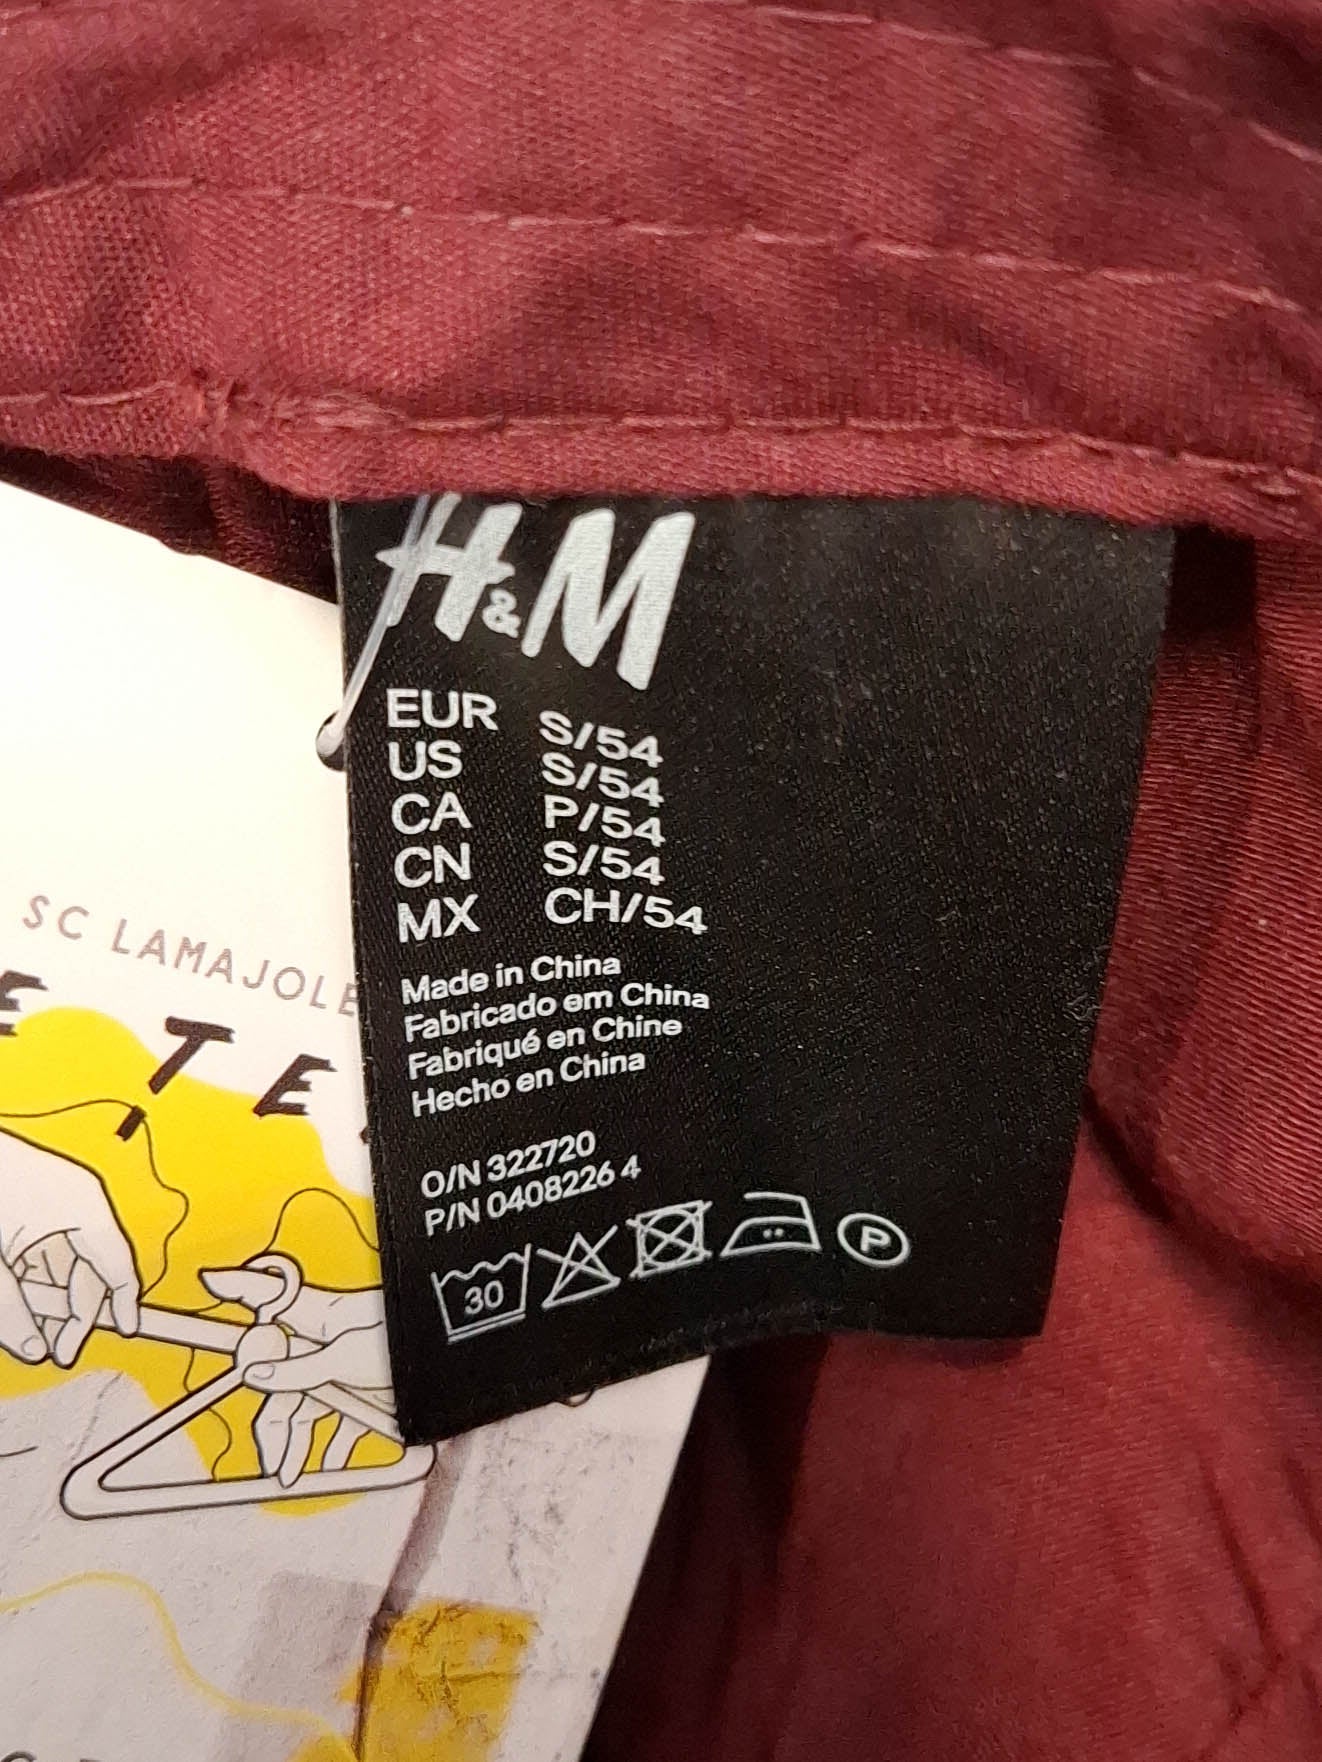 H&M
EUR S/54
US S/54
CA P/54
CN S/54
MX CH/54
Made in China
Fabricado em China
Fabriqué en Chine
Hecho en China
O/N 322720
P/N 0408226 4
30
P
SC LAMAJOLE
E TE